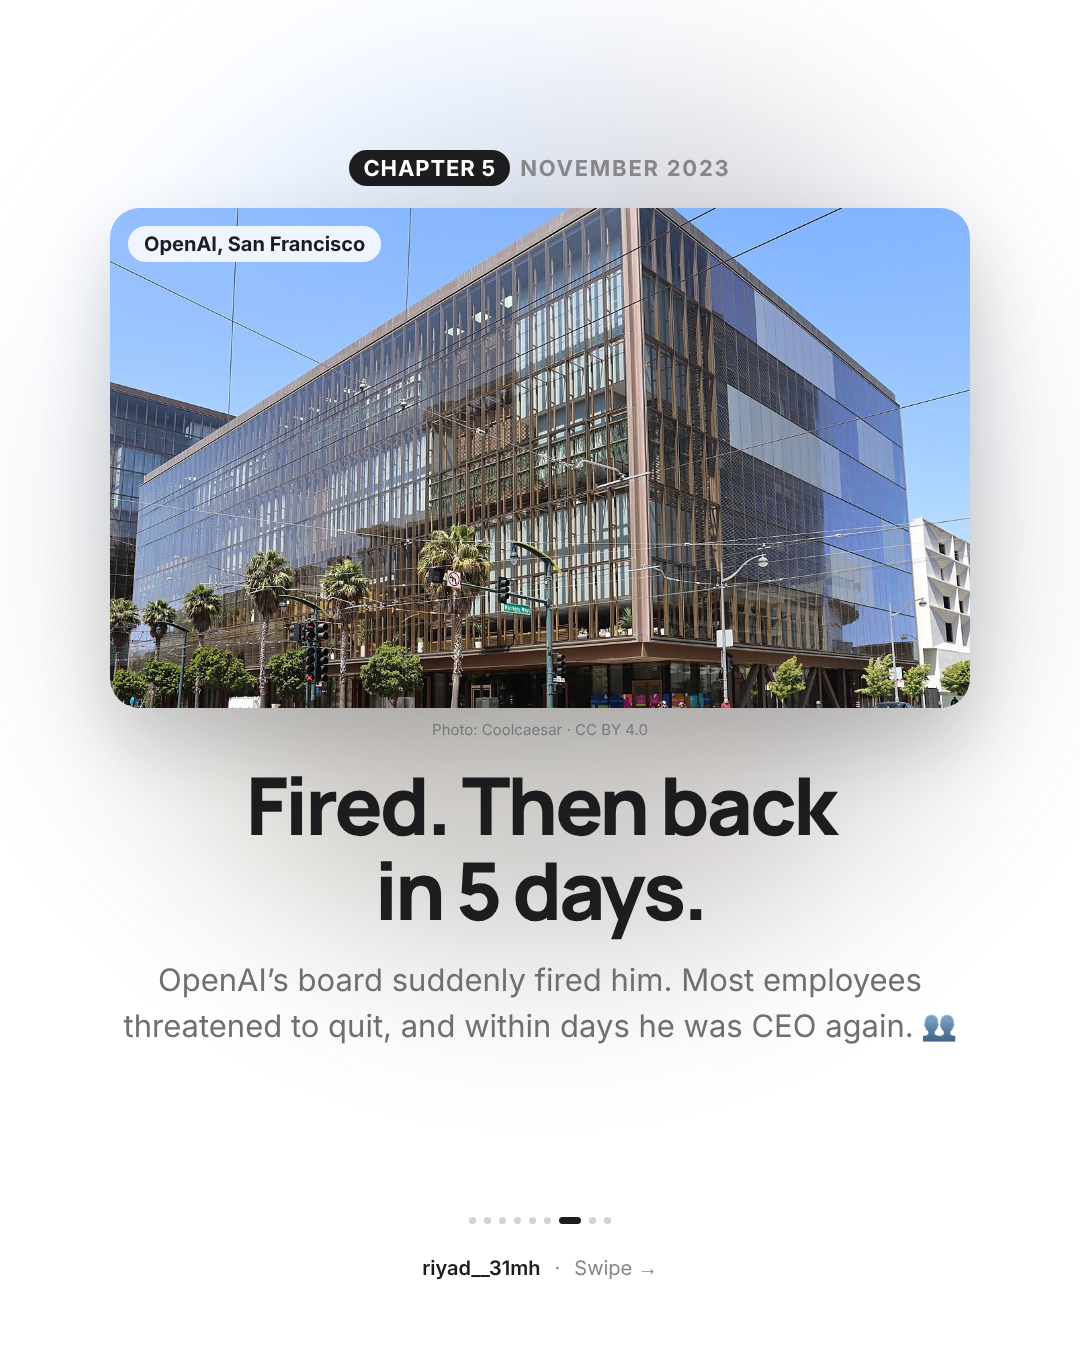 CHAPTER 5 NOVEMBER 2023
OpenAI, San Francisco
Photo: Coolcaesar · CC BY 4.0
Fired. Then back
in 5 days.
OpenAI’s board suddenly fired him. Most employees
threatened to quit, and within days he was CEO again. 👥
riyad__31mh · Swipe →